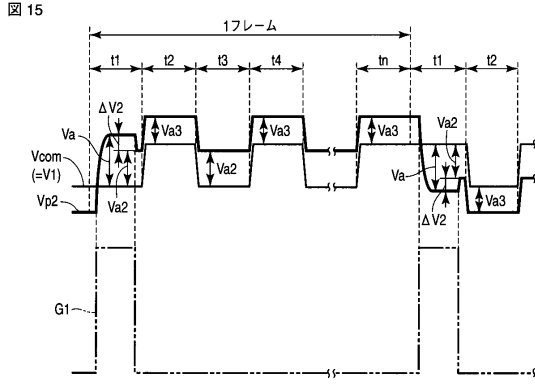 図 15
1フレーム
t1 t2 t3 t4 tn t1 t2
ΔV2
Va
Vcom
(=V1)
Vp2
Va2
Va3
Va2
Va3
Va3
Va2
Va
ΔV2
Va3
G1